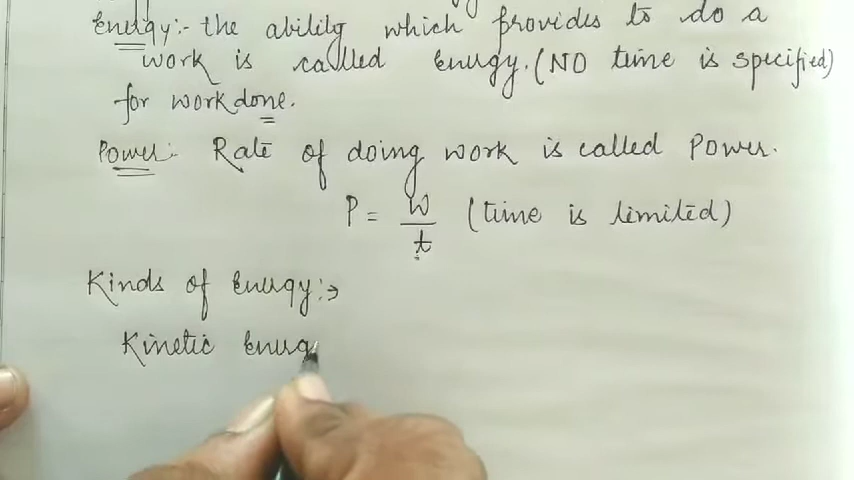 Energy:- the ability which provides to do a
work is called energy. (NO time is specified)
for work done.
Power:- Rate of doing work is called Power.
P = W/t (time is limited)
Kinds of Energy:→
Kinetic Energ